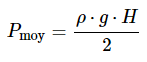 P_moy = (ρ · g · H) / 2